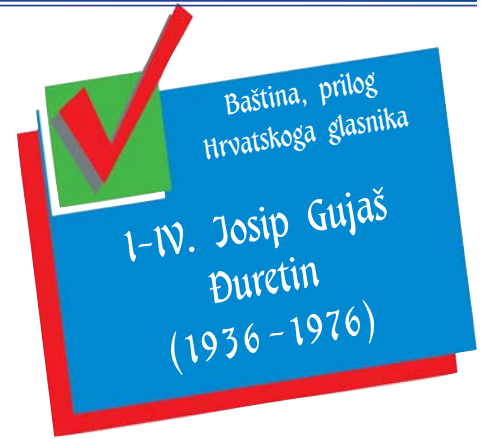 Baština, prilog
Hrvatskoga glasnika
I-IV. Josip Gujaš
Đuretin
(1936-1976)